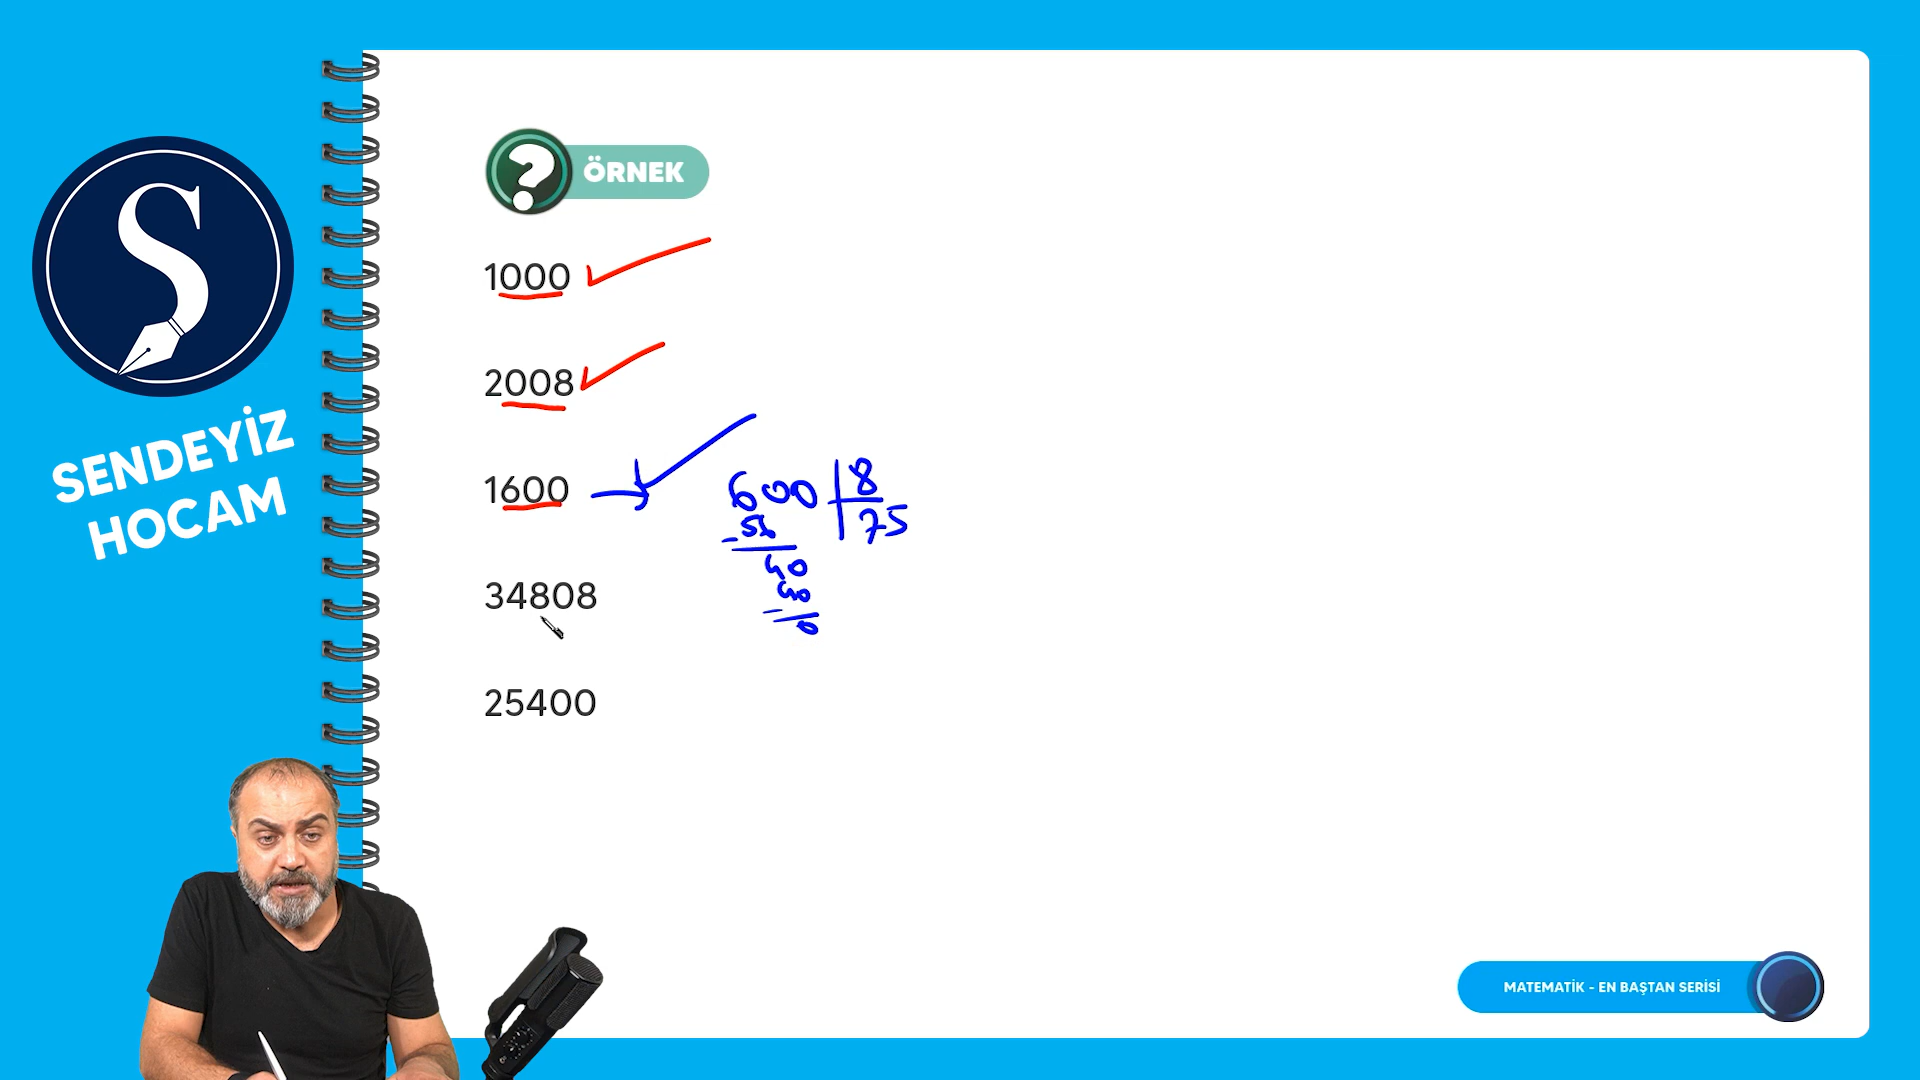 S
SENDEYİZ
HOCAM
? ÖRNEK
1000
2008
1600
600 8
56 75
40
40
0
34808
25400
MATEMATİK - EN BAŞTAN SERİSİ